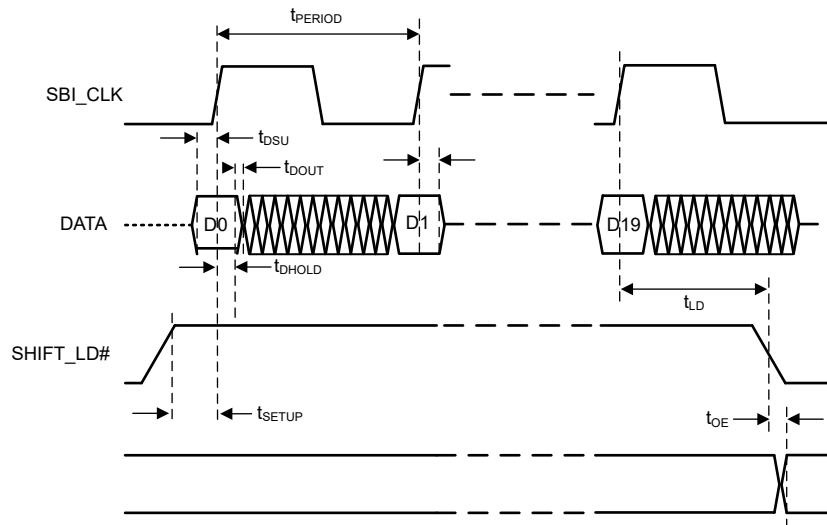 tPERIOD
SBI_CLK
tDSU
tDOUT
DATA
D0
D1
D19
tDHOLD
tLD
SHIFT_LD#
tSETUP
tOE